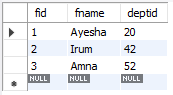 fid fname deptid
1 Ayesha 20
2 Irum 42
3 Amna 52
NULL NULL NULL